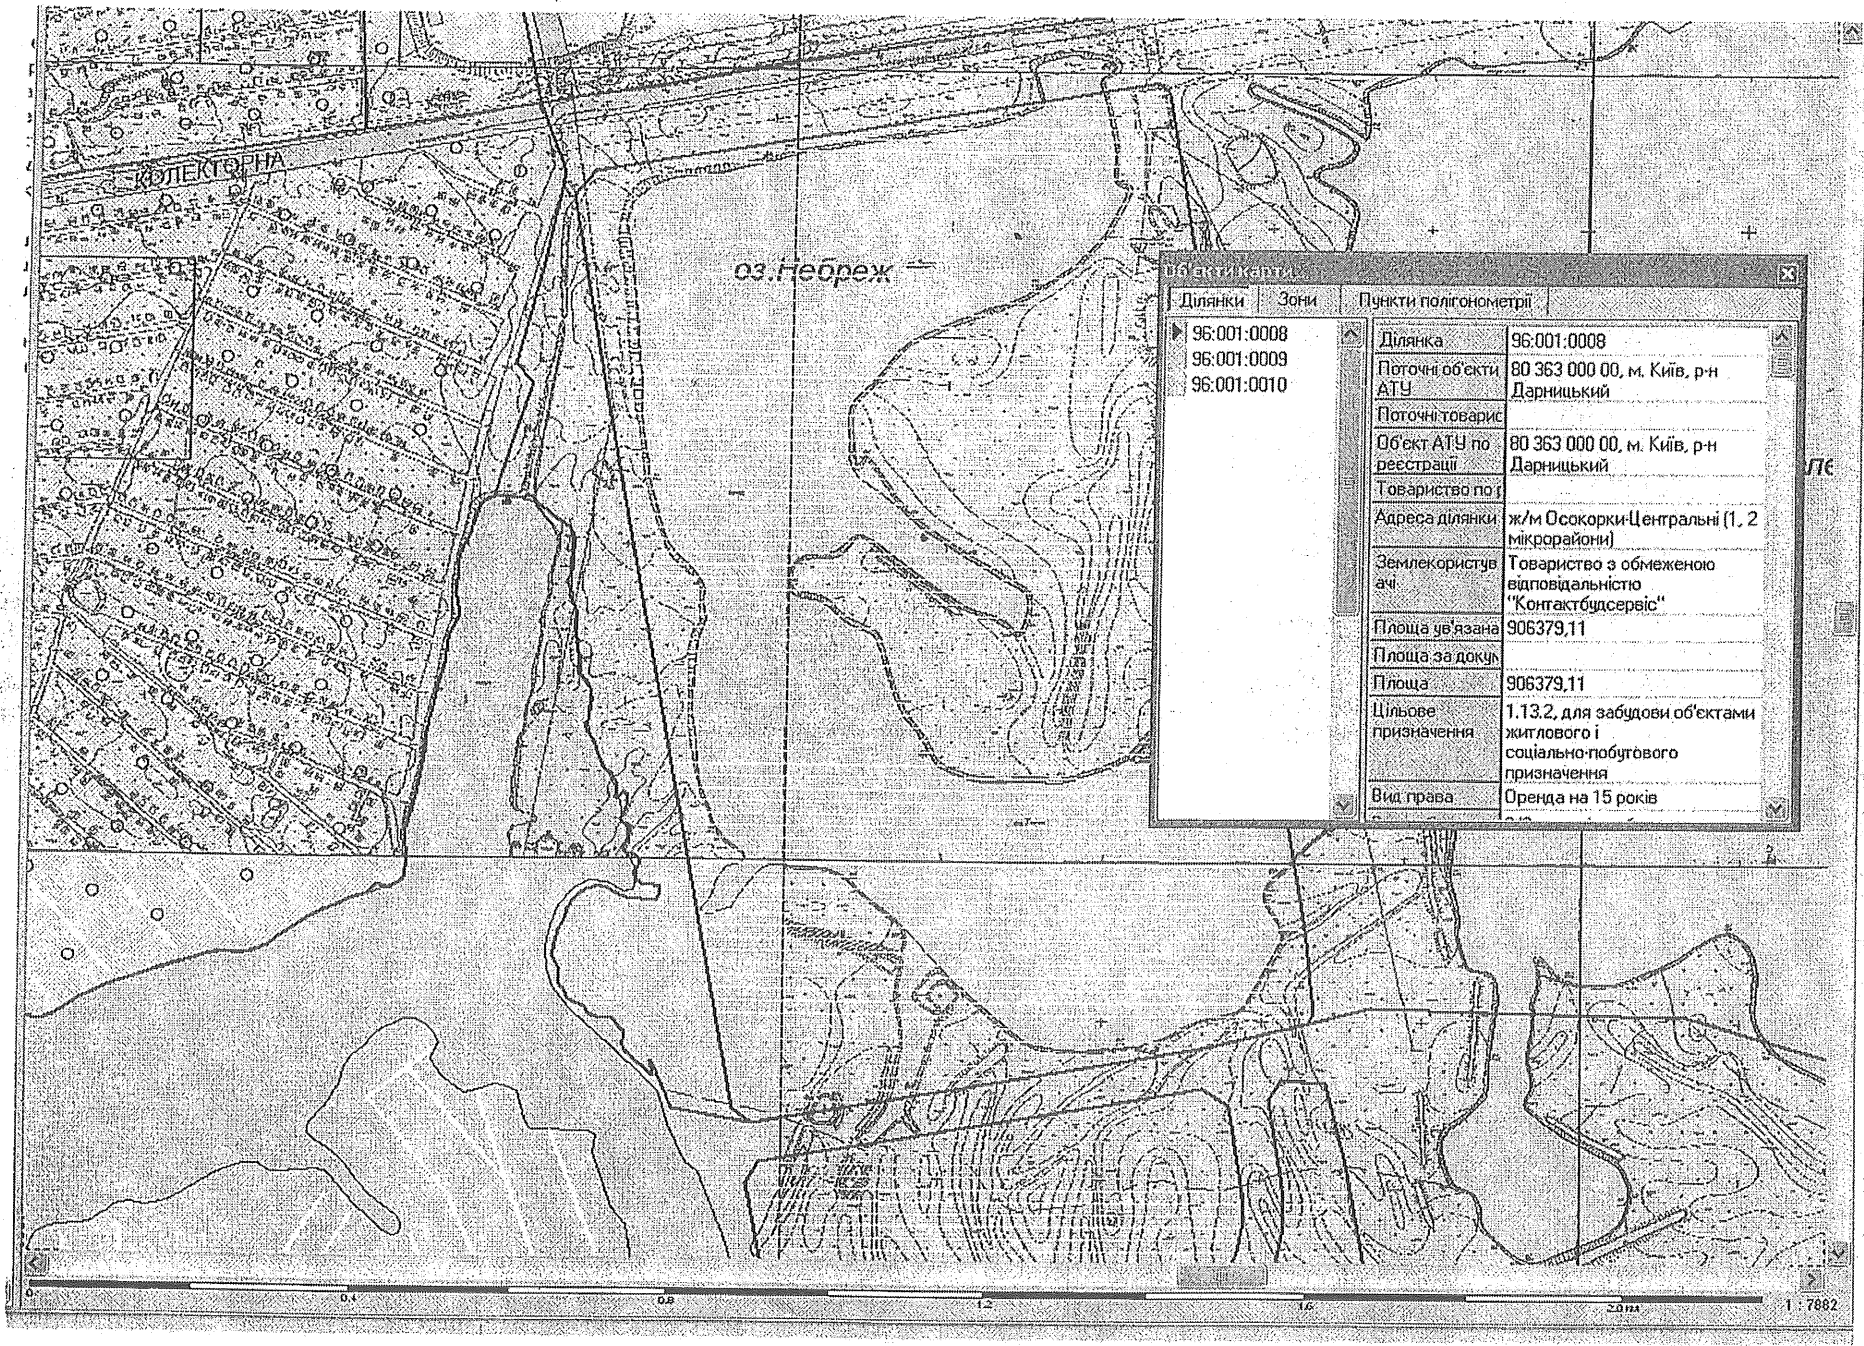 КОЛЕКТОРНА
оз.Небреж
Об'єкти карти
Ділянки Зони Пункти полігонометрії
96:001:0008
96:001:0009
96:001:0010
Ділянка 96:001:0008
Поточні об'єкти АТУ 80 363 000 00, м. Київ, р-н
Дарницький
Поточні товарис
Об'єкт АТУ по реєстрації 80 363 000 00, м. Київ, р-н
Дарницький
Товариство по р
Адреса ділянки ж/м Осокорки-Центральні (1, 2
мікрорайони)
Землекористув
ачі Товариство з обмеженою
відповідальністю
"Контактбудсервіс"
Площа ув'язана 906379,11
Площа за докум
Площа 906379,11
Цільове
призначення 1.13.2, для забудови об'єктами
житлового і
соціально-побутового
призначення
Вид права Оренда на 15 років
0 0.4 0.8 1.2 1.6 2.0
1 : 7882